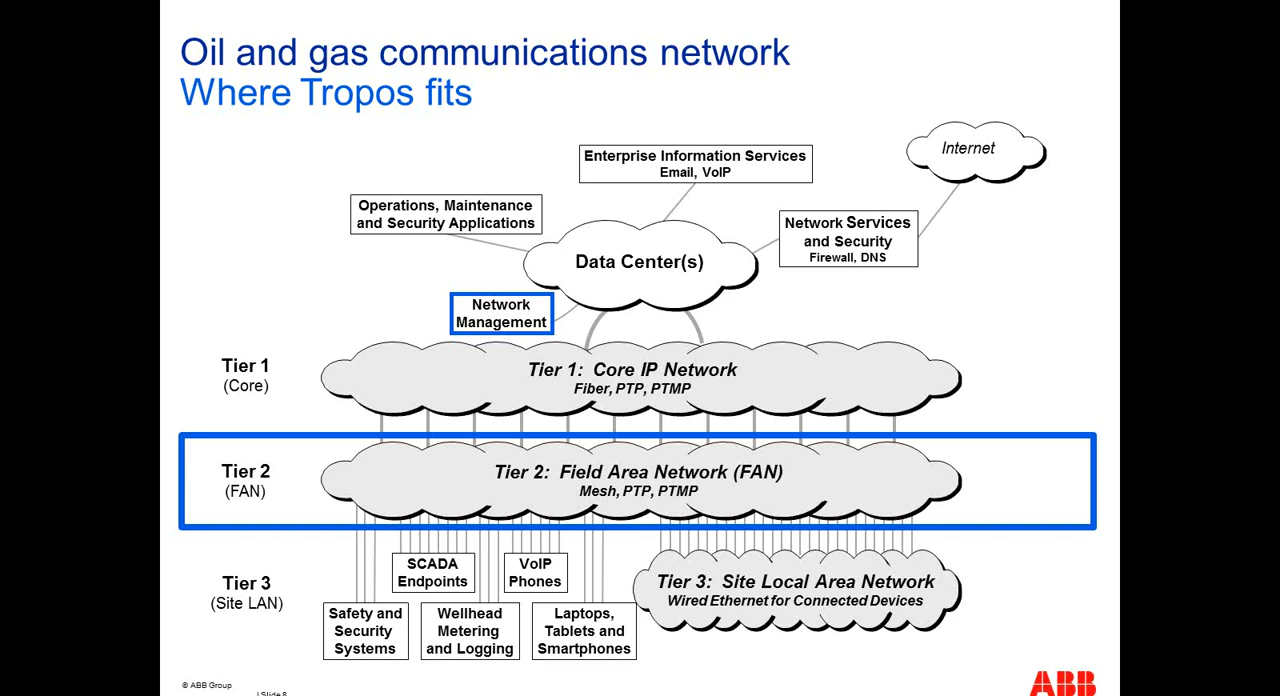 Oil and gas communications network
Where Tropos fits
Internet
Enterprise Information Services
Email, VoIP
Operations, Maintenance
and Security Applications
Network Services
and Security
Firewall, DNS
Data Center(s)
Network
Management
Tier 1
(Core)
Tier 1: Core IP Network
Fiber, PTP, PTMP
Tier 2
(FAN)
Tier 2: Field Area Network (FAN)
Mesh, PTP, PTMP
Tier 3
(Site LAN)
SCADA
Endpoints
VoIP
Phones
Safety and
Security
Systems
Wellhead
Metering
and Logging
Laptops,
Tablets and
Smartphones
Tier 3: Site Local Area Network
Wired Ethernet for Connected Devices
© ABB Group
| Slide 8
ABB